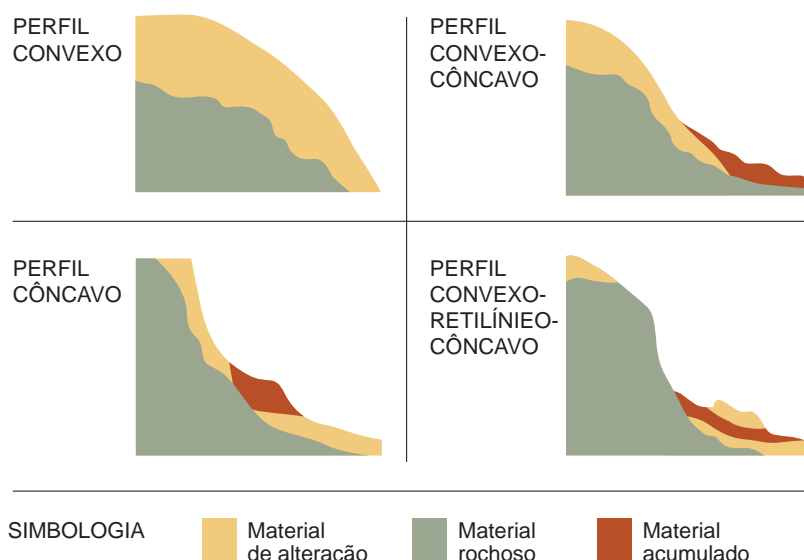 PERFIL
CONVEXO
PERFIL
CONVEXO-
CÔNCAVO
PERFIL
CÔNCAVO
PERFIL
CONVEXO-
RETILÍNIEO-
CÔNCAVO
SIMBOLOGIA
Material
de alteração
Material
rochoso
Material
acumulado